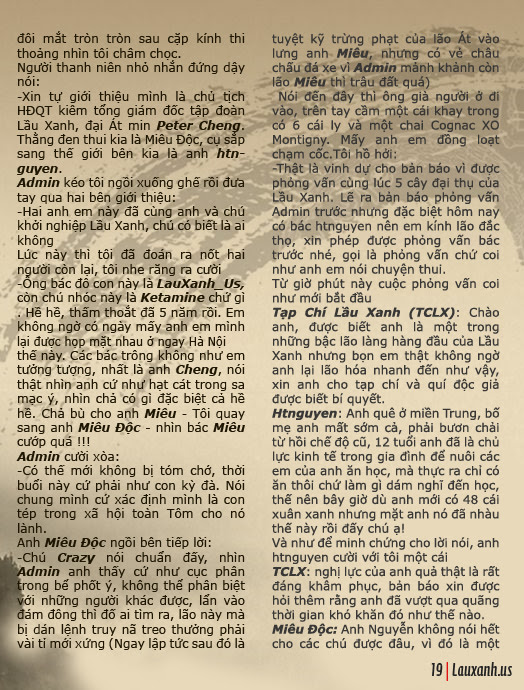 đôi mắt tròn tròn sau cặp kính thi
thoảng nhìn tôi châm chọc.
Người thanh niên nhỏ nhắn đứng dậy
nói:
-Xin tự giới thiệu mình là chủ tịch
HĐQT kiêm tổng giám đốc tập đoàn
Lầu Xanh, đại Át min Peter Cheng.
Thằng đen thui kia là Miêu Độc, cụ sắp
sang thế giới bên kia là anh htn-
guyen.
Admin kéo tôi ngồi xuống ghế rồi đưa
tay qua hai bên giới thiệu:
-Hai anh em này đã cùng anh và chú
khởi nghiệp Lầu Xanh, chú có biết là ai
không
Lúc này thì tôi đã đoán ra nốt hai
người còn lại, tôi nhe răng ra cười
-Ông bác đô con này là LauXanh_Us,
còn chú nhóc này là Ketamine chứ gì
. Hề hề, thấm thoắt đã 5 năm rồi. Em
không ngờ có ngày mấy anh em mình
lại được họp mặt nhau ở ngay Hà Nội
thế này. Các bác trông không như em
tưởng tượng, nhất là anh Cheng, nói
thật nhìn anh cứ như hạt cát trong sa
mạc ý, nhìn chả có gì đặc biệt cả hề
hề. Chả bù cho anh Miêu - Tôi quay
sang anh Miêu Độc - nhìn bác Miêu
cướp quá !!!
Admin cười xòa:
-Có thế mới không bị tóm chớ, thời
buổi này cứ phải như con kỳ đà. Nói
chung mình cứ xác định mình là con
tép trong xã hội toàn Tôm cho nó
lành.
Anh Miêu Độc ngồi bên tiếp lời:
-Chú Crazy nói chuẩn đấy, nhìn
Admin anh thấy cứ như cục phân
trong bể phốt ý, không thể phân biệt
với những người khác được, lẩn vào
đám đông thì đố ai tìm ra, lão này mà
bị dán lệnh truy nã treo thưởng phải
vài tỉ mới xứng (Ngay lập tức sau đó là
tuyệt kỹ trừng phạt của lão Át vào
lưng anh Miêu, nhưng có vẻ châu
chấu đá xe vì Admin mảnh khảnh còn
lão Miêu thì trâu đất quá)
Nói đến đây thì ông già người ở đi
vào, trên tay cầm một cái khay trong
có 6 cái ly và một chai Cognac XO
Montigny. Mấy anh em đồng loạt
chạm cốc.Tôi hồ hởi:
-Thật là vinh dự cho bản báo vì được
phỏng vấn cùng lúc 5 cây đại thụ của
Lầu Xanh. Lẽ ra bản báo phỏng vấn
Admin trước nhưng đặc biệt hôm nay
có bác htnguyen nên em kính lão đắc
thọ, xin phép được phỏng vấn bác
trước nhé, gọi là phỏng vấn chứ coi
như anh em nói chuyện thui.
Từ giờ phút này cuộc phỏng vấn coi
như mới bắt đầu
Tạp Chí Lầu Xanh (TCLX): Chào
anh, được biết anh là một trong
những bậc lão làng hàng đầu của Lầu
Xanh nhưng bọn em thật không ngờ
anh lại lão hóa nhanh đến như vậy,
xin anh cho tạp chí và quí độc giả
được biết bí quyết.
Htnguyen: Anh quê ở miền Trung, bố
mẹ anh mất sớm cả, phải bươn chải
từ hồi chế độ cũ, 12 tuổi anh đã là chủ
lực kinh tế trong gia đình để nuôi các
em của anh ăn học, mà thực ra chỉ có
ăn thôi chứ làm gì dám nghĩ đến học,
thế nên bây giờ dù anh mới có 48 cái
xuân xanh nhưng mặt anh nó đã nhàu
thế này rồi đấy chú ạ!
Và như để minh chứng cho lời nói, anh
htnguyen cười với tôi một cái
TCLX: nghị lực của anh quả thật là rất
đáng khâm phục, bản báo xin được
hỏi thêm rằng anh đã vượt qua quãng
thời gian khó khăn đó như thế nào.
Miêu Độc: Anh Nguyễn không nói hết
cho các chú được đâu, vì đó là một
19 | Lauxanh.us